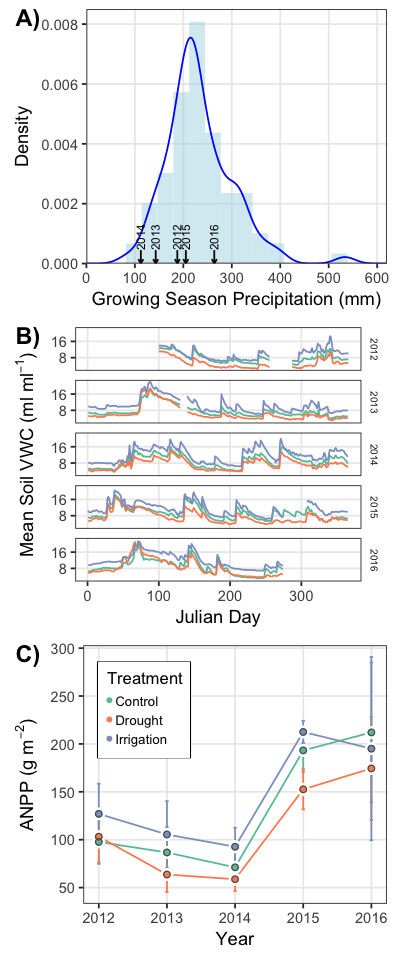 A)
Density
0.008
0.006
0.004
0.002
0.000
2014
2013
2012
2015
2016
0 100 200 300 400 500 600
Growing Season Precipitation (mm)
B)
Mean Soil VWC (ml ml⁻¹)
16
8
2012
16
8
2013
16
8
2014
16
8
2015
16
8
2016
0 100 200 300
Julian Day
C)
ANPP (g m⁻²)
300
250
200
150
100
50
Treatment
Control
Drought
Irrigation
2012 2013 2014 2015 2016
Year